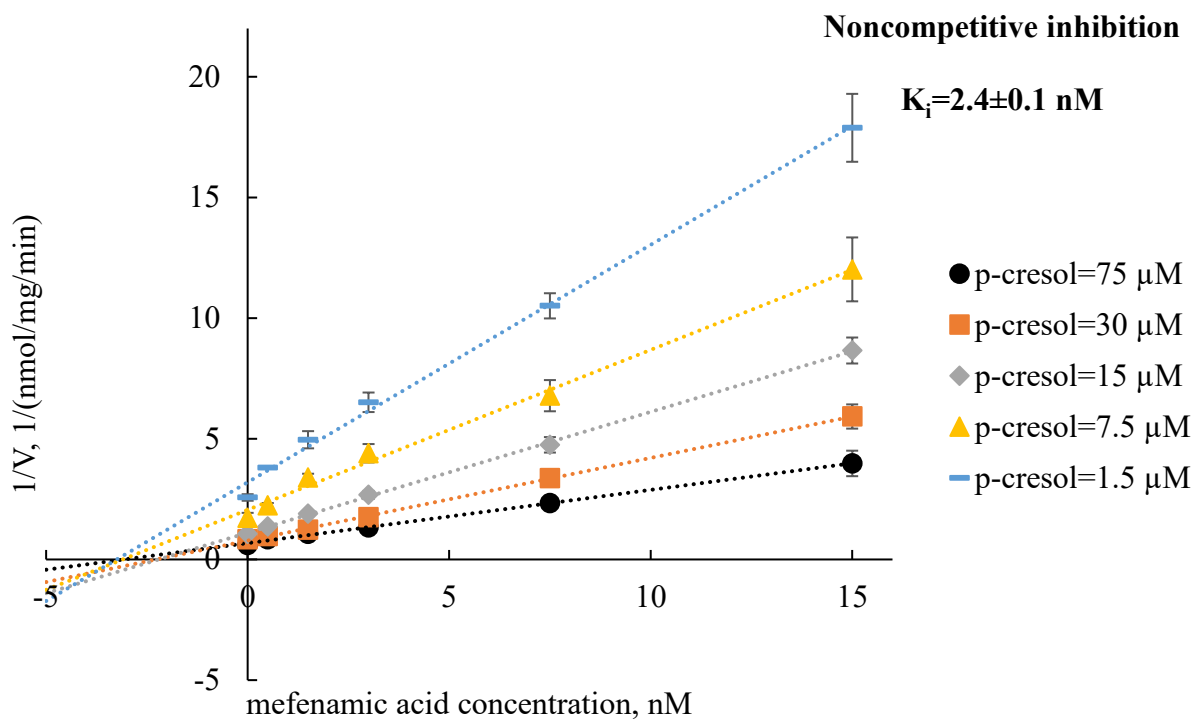 Noncompetitive inhibition
Ki=2.4±0.1 nM
1/V, 1/(nmol/mg/min)
20
15
10
5
0
-5
-5
0
5
10
15
mefenamic acid concentration, nM
p-cresol=75 µM
p-cresol=30 µM
p-cresol=15 µM
p-cresol=7.5 µM
p-cresol=1.5 µM